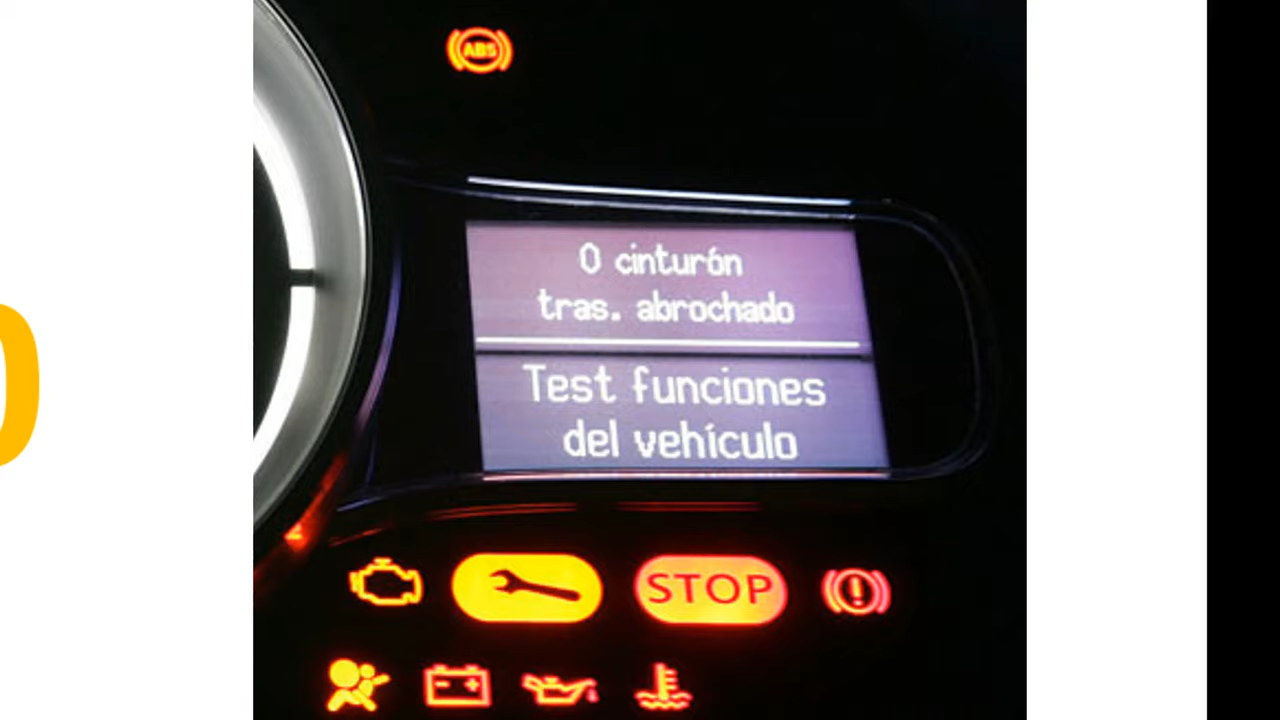 ABS
0 cinturón
tras. abrochado
Test funciones
del vehículo
STOP